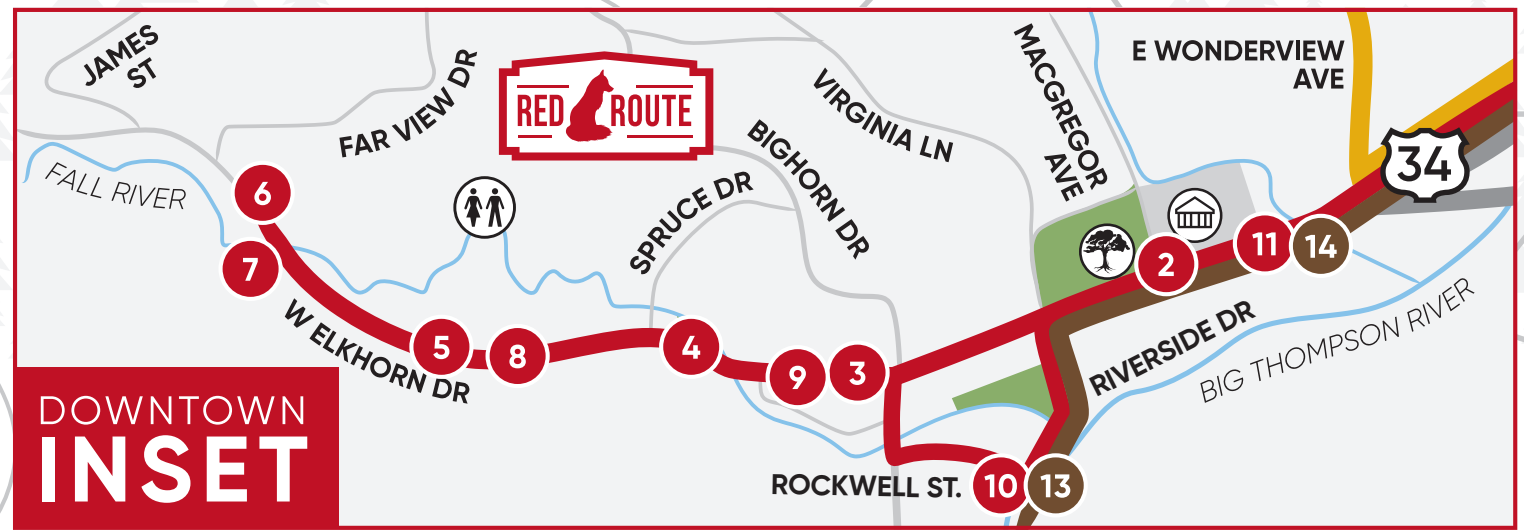 JAMES
ST
FAR VIEW DR
RED ROUTE
VIRGINIA LN
MACGREGOR
AVE
E WONDERVIEW
AVE
34
FALL RIVER
6
7
SPRUCE DR
BIGHORN DR
2
11
14
W ELKHORN DR
5
8
4
9
3
RIVERSIDE DR
BIG THOMPSON RIVER
DOWNTOWN
INSET
ROCKWELL ST.
10
13